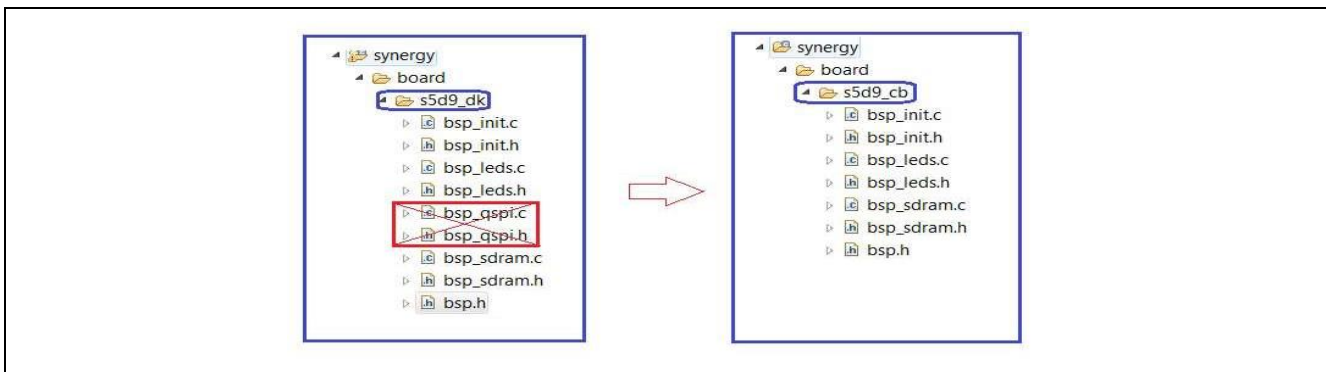 synergy
board
s5d9_dk
bsp_init.c
bsp_init.h
bsp_leds.c
bsp_leds.h
bsp_qspi.c
bsp_qspi.h
bsp_sdram.c
bsp_sdram.h
bsp.h
synergy
board
s5d9_cb
bsp_init.c
bsp_init.h
bsp_leds.c
bsp_leds.h
bsp_sdram.c
bsp_sdram.h
bsp.h